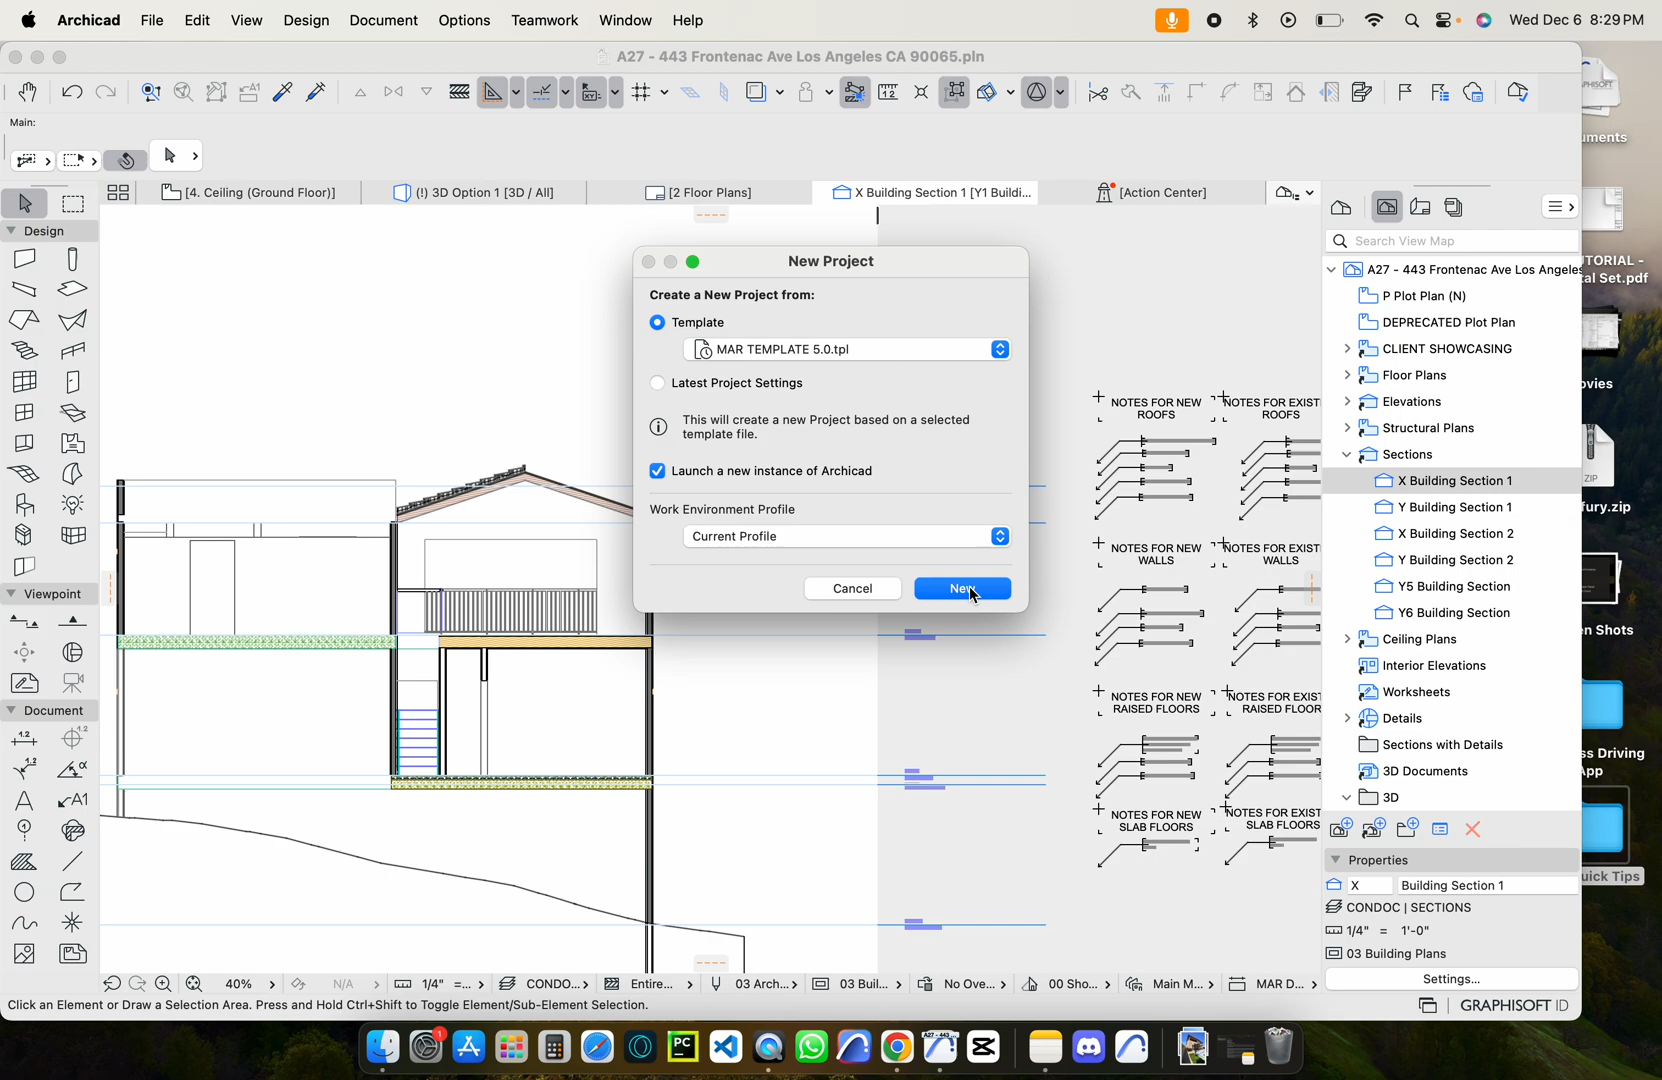 Archicad File Edit View Design Document Options Teamwork Window Help
Wed Dec 6 8:29 PM
A27 - 443 Frontenac Ave Los Angeles CA 90065.pln
Main:
[4. Ceiling (Ground Floor)]
(!) 3D Option 1 [3D / All]
[2 Floor Plans]
X Building Section 1 [Y1 Buildi...
[Action Center]
Design
Viewpoint
Document
New Project
Create a New Project from:
Template
MAR TEMPLATE 5.0.tpl
Latest Project Settings
This will create a new Project based on a selected
template file.
Launch a new instance of Archicad
Work Environment Profile
Current Profile
Cancel
New
NOTES FOR NEW
ROOFS
NOTES FOR EXIST
ROOFS
NOTES FOR NEW
WALLS
NOTES FOR EXIST
WALLS
NOTES FOR NEW
RAISED FLOORS
NOTES FOR EXIST
RAISED FLOOR
NOTES FOR NEW
SLAB FLOORS
NOTES FOR EXIST
SLAB FLOORS
Search View Map
A27 - 443 Frontenac Ave Los Angeles
P Plot Plan (N)
DEPRECATED Plot Plan
CLIENT SHOWCASING
Floor Plans
Elevations
Structural Plans
Sections
X Building Section 1
Y Building Section 1
X Building Section 2
Y Building Section 2
Y5 Building Section
Y6 Building Section
Ceiling Plans
Interior Elevations
Worksheets
Details
Sections with Details
3D Documents
3D
Properties
X
Building Section 1
CONDOC | SECTIONS
1/4" = 1'-0"
03 Building Plans
Settings...
40%
N/A
1/4" =...
CONDO...
Entire...
03 Arch...
03 Buil...
No Ove...
00 Sho...
Main M...
MAR D...
Click an Element or Draw a Selection Area. Press and Hold Ctrl+Shift to Toggle Element/Sub-Element Selection.
GRAPHISOFT ID
uments
TORIAL -
al Set.pdf
ovies
ZIP
fury.zip
en Shots
ss Driving
App
uick Tips
1
PC